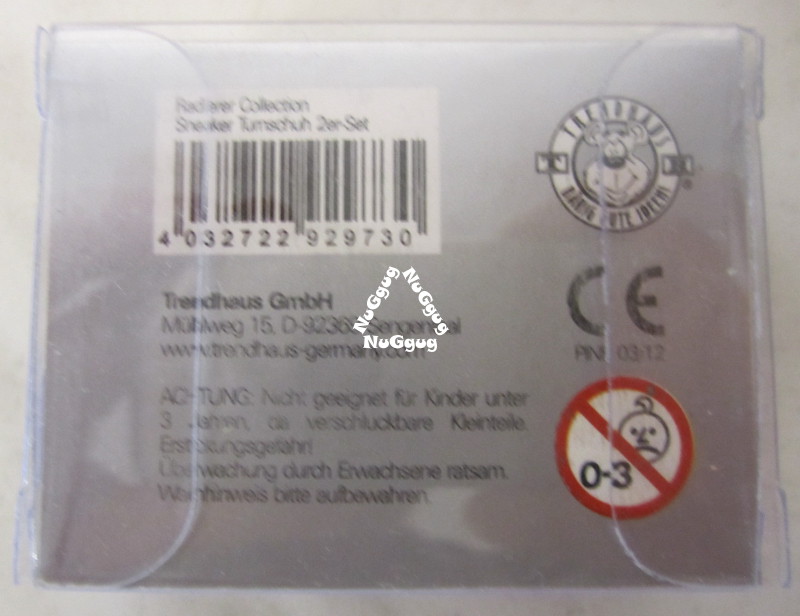 Radierer Collection
Sneaker Turnschuh 2er-Set
4 032722 929730
TRENDHAUS
Trendhaus GmbH
Mühlweg 15, D-9236 Sengenthal
www.trendhaus-germany.com
CE
03/12
NuGgug NuGgug
NuGgug
ACHTUNG: Nicht geeignet für Kinder unter
3 Jahren, da verschluckbare Kleinteile.
Erstickungsgefahr!
Überwachung durch Erwachsene ratsam.
Warnhinweis bitte aufbewahren.
0-3